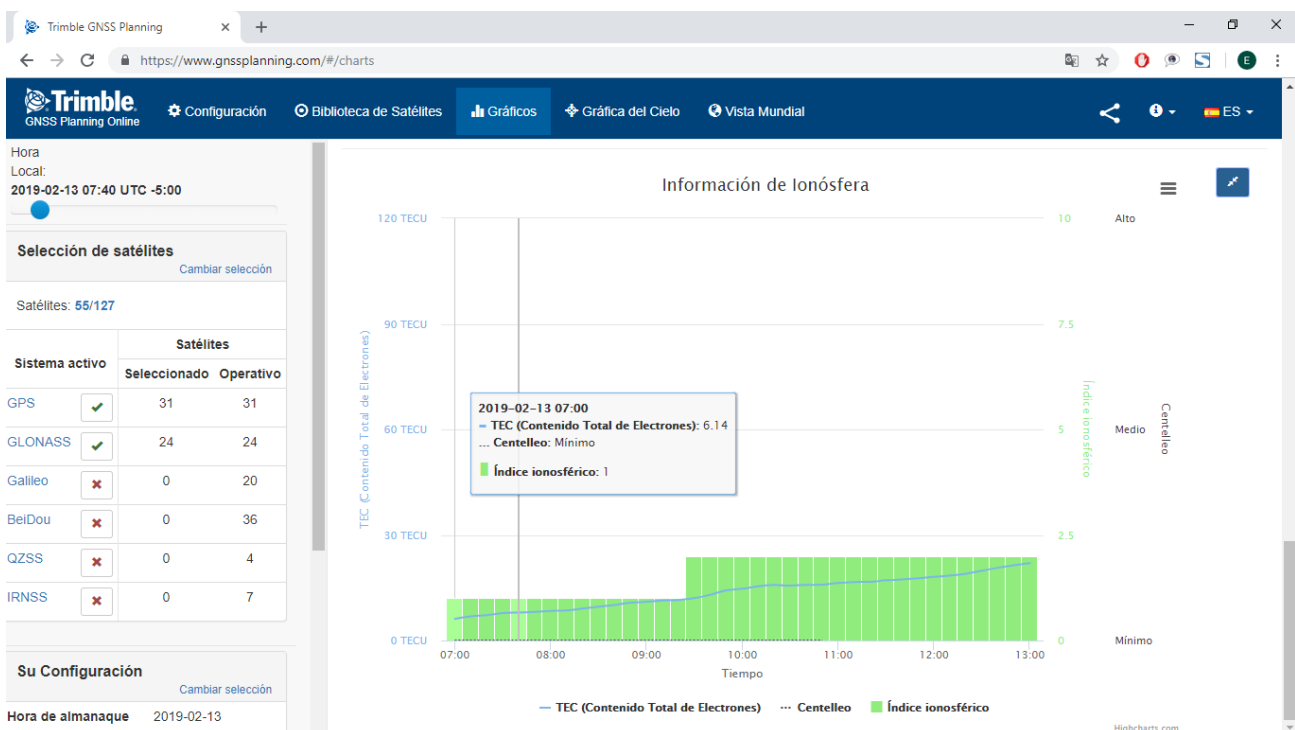 Trimble GNSS Planning
https://www.gnssplanning.com/#/charts
E
Trimble.
GNSS Planning Online
Configuración
Biblioteca de Satélites
Gráficos
Gráfica del Cielo
Vista Mundial
ES
Hora
Local:
2019-02-13 07:40 UTC -5:00
Selección de satélites
Cambiar selección
Satélites: 55/127
Sistema activo Satélites
Seleccionado Operativo
GPS 31 31
GLONASS 24 24
Galileo 0 20
BeiDou 0 36
QZSS 0 4
IRNSS 0 7
Su Configuración
Cambiar selección
Hora de almanaque 2019-02-13
Información de Ionósfera
120 TECU 10 Alto
90 TECU 7.5
60 TECU 5 Medio
30 TECU 2.5
0 TECU 0 Mínimo
TEC (Contenido Total de Electrones)
Índice ionosférico
Centelleo
2019-02-13 07:00
TEC (Contenido Total de Electrones): 6.14
... Centelleo: Mínimo
Índice ionosférico: 1
07:00 08:00 09:00 10:00 11:00 12:00 13:00
Tiempo
TEC (Contenido Total de Electrones) Centelleo Índice ionosférico
Highcharts.com